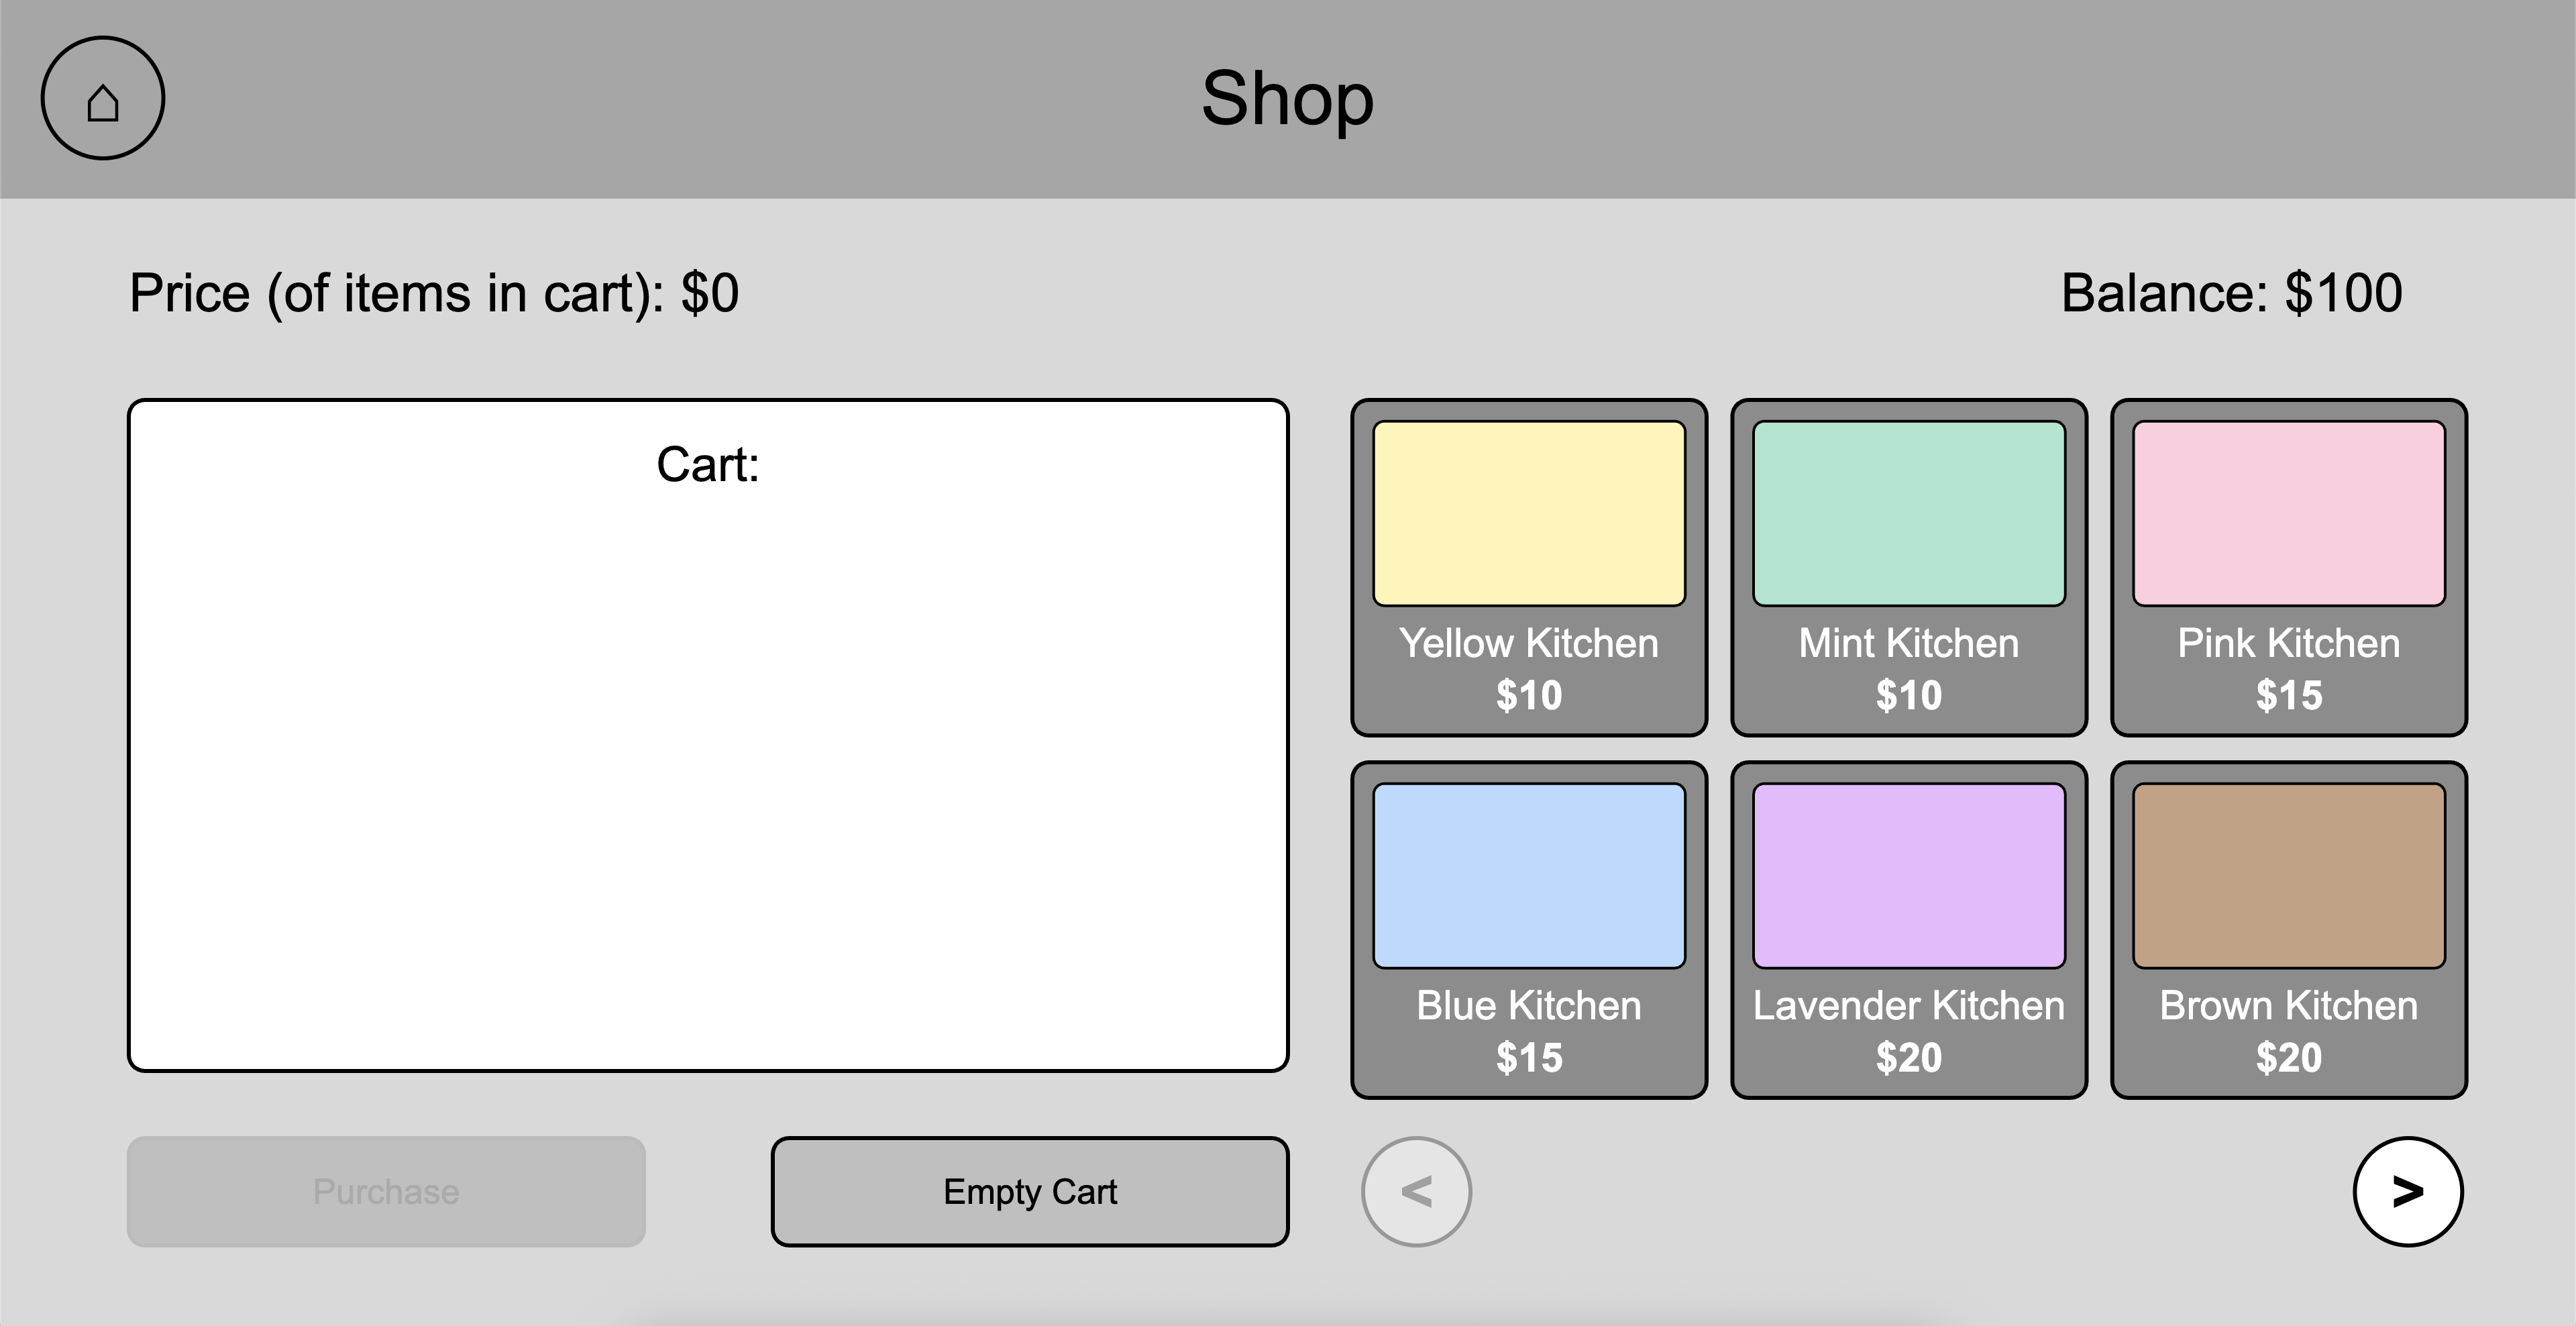 Shop
Price (of items in cart): $0
Balance: $100
Cart:
Yellow Kitchen
$10
Mint Kitchen
$10
Pink Kitchen
$15
Blue Kitchen
$15
Lavender Kitchen
$20
Brown Kitchen
$20
Purchase
Empty Cart
<
>